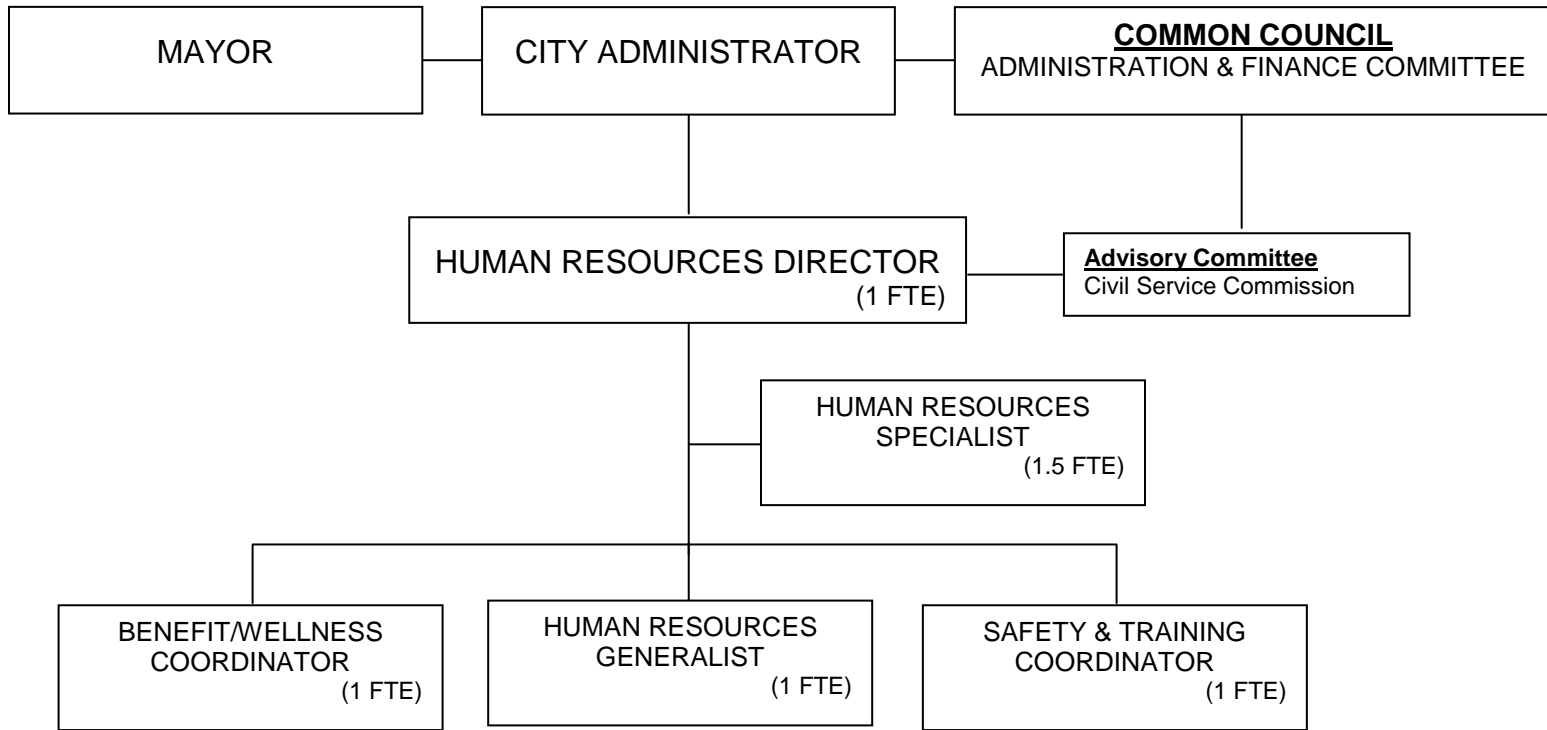 MAYOR
CITY ADMINISTRATOR
COMMON COUNCIL
ADMINISTRATION & FINANCE COMMITTEE
HUMAN RESOURCES DIRECTOR
(1 FTE)
Advisory Committee
Civil Service Commission
HUMAN RESOURCES
SPECIALIST
(1.5 FTE)
BENEFIT/WELLNESS
COORDINATOR
(1 FTE)
HUMAN RESOURCES
GENERALIST
(1 FTE)
SAFETY & TRAINING
COORDINATOR
(1 FTE)